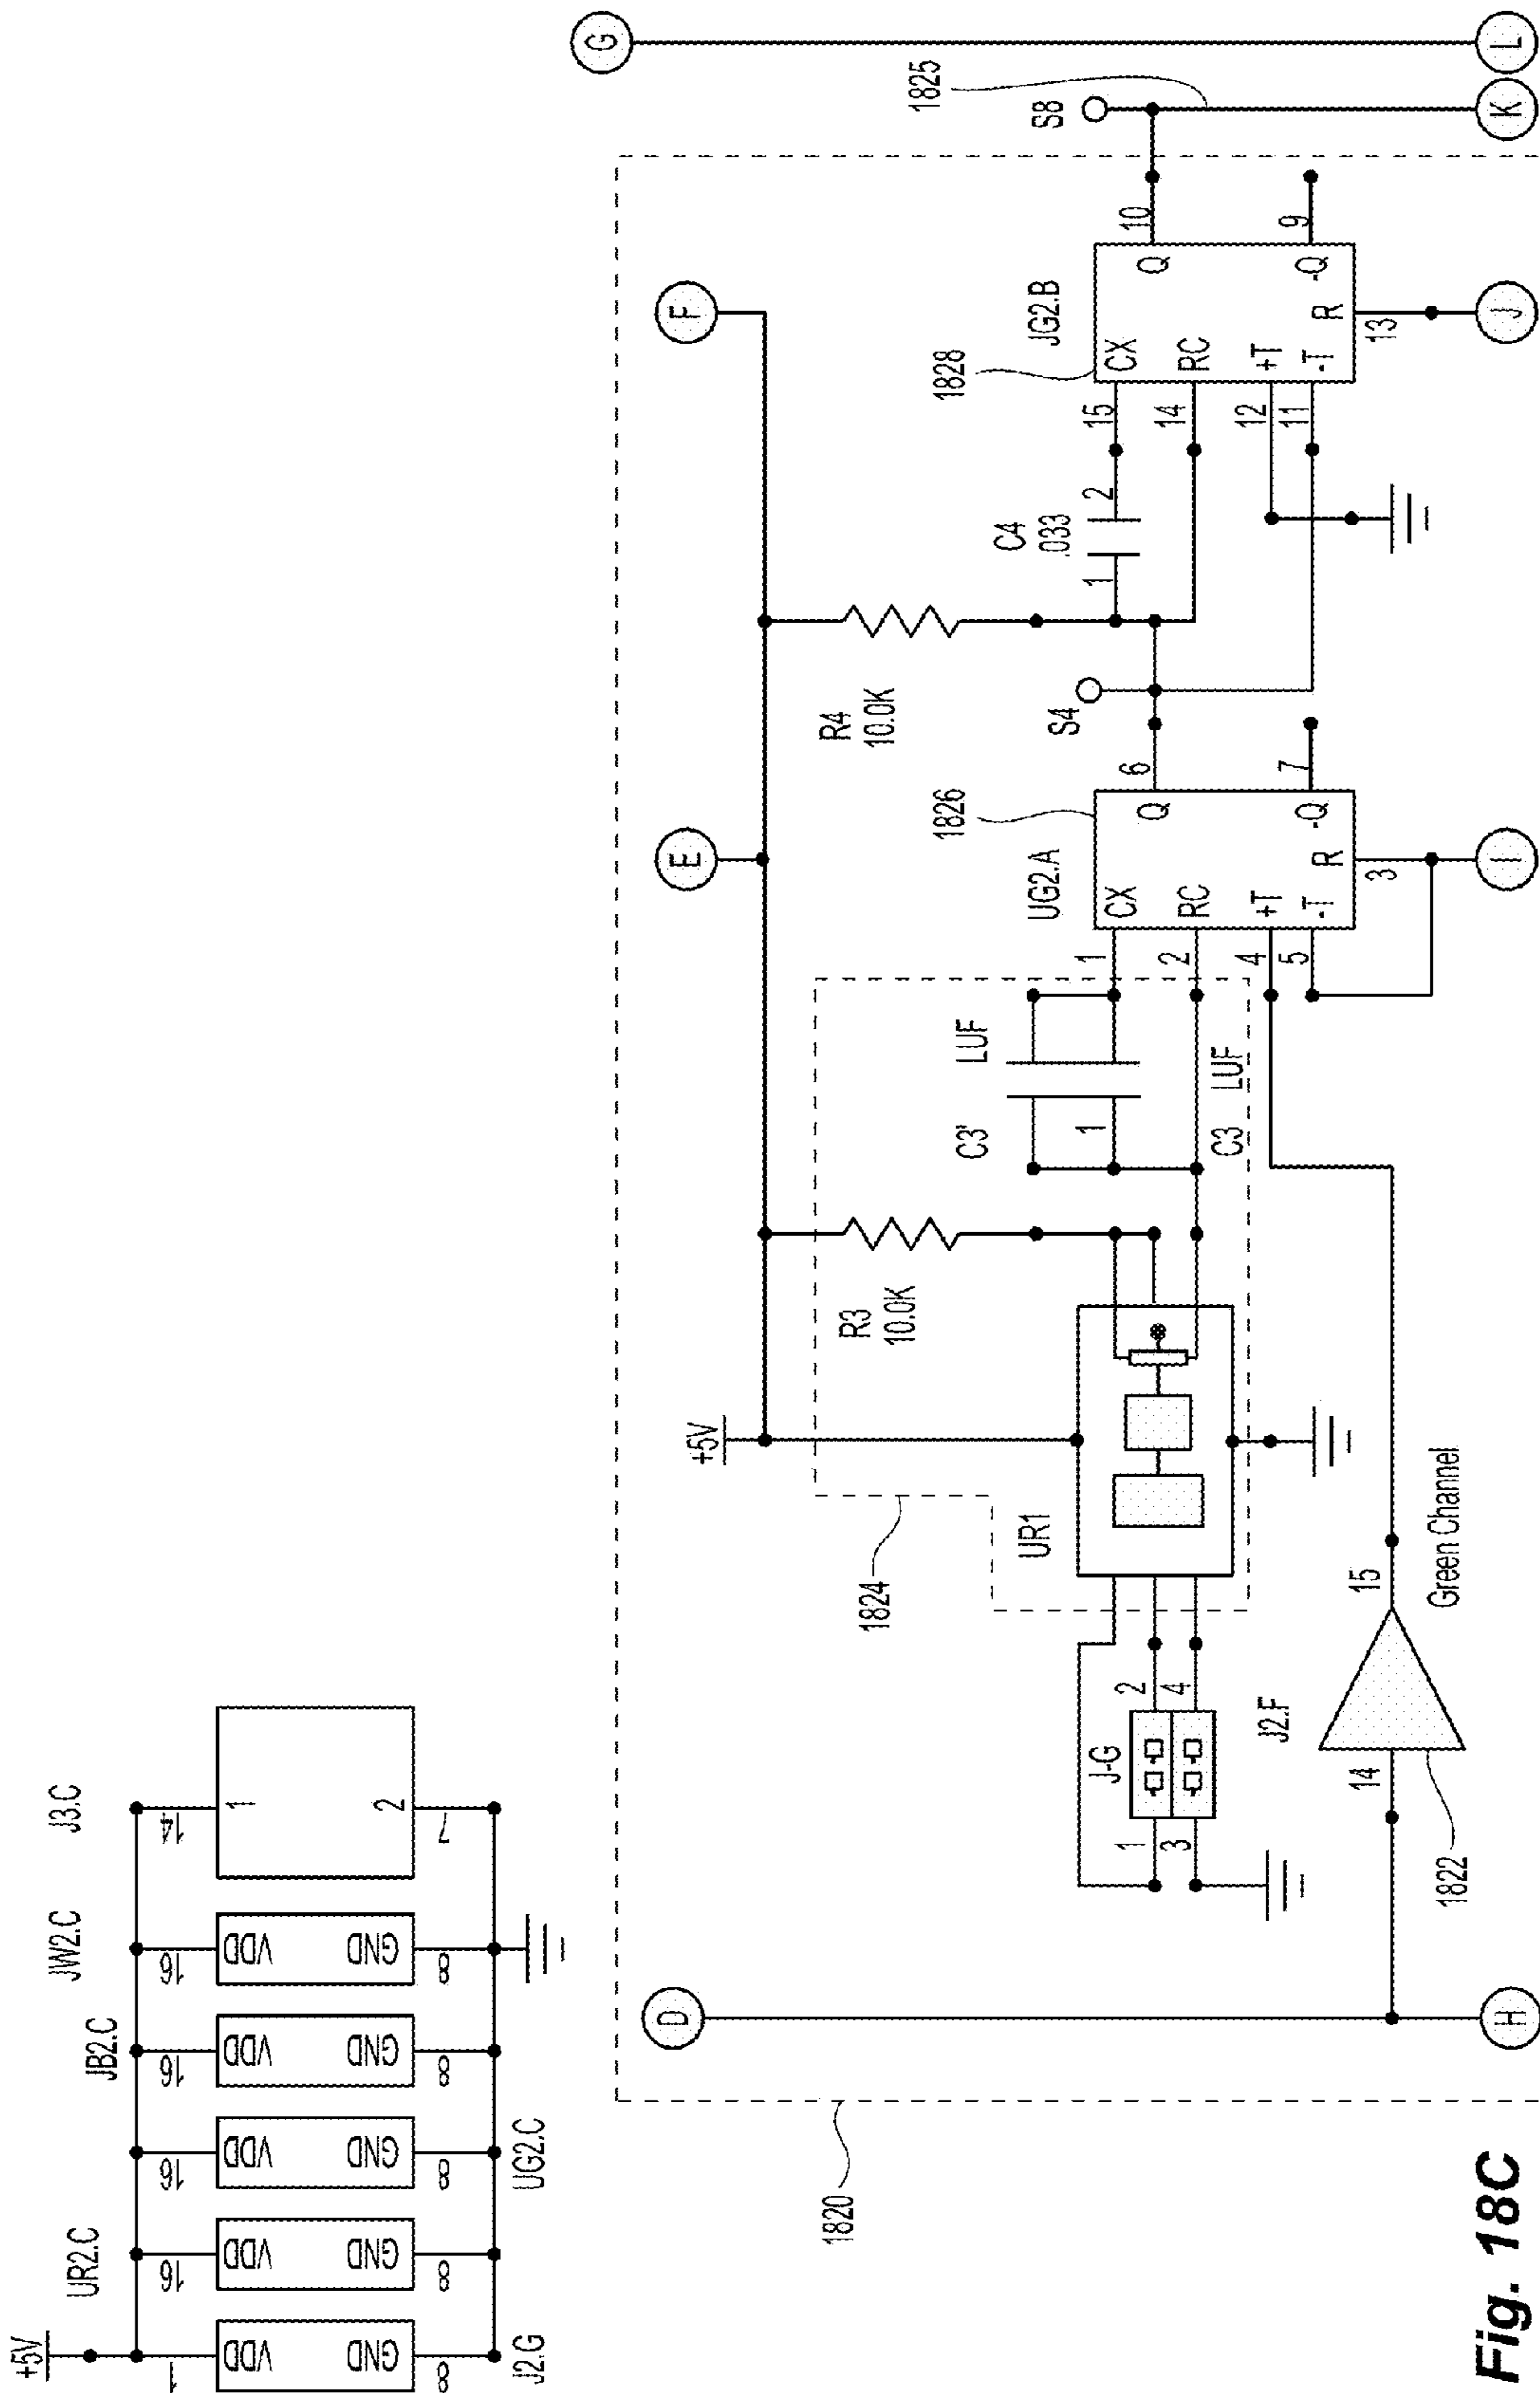 +5V
J2.G
1
VDD
GND
8
UR2.C
16
VDD
GND
8
UG2.C
16
VDD
GND
8
JB2.C
16
VDD
GND
8
JW2.C
16
VDD
GND
8
J3.C
14
1
2
7
1820
D
E
F
G
+5V
1824
R3
10.0K
R4
10.0K
UR1
J-G
1
2
3
4
C3'
LUF
1
C3
LUF
UG2.A
1826
1
CX
2
RC
4
+T
5
-T
Q
6
-Q
7
R
3
S4
C4
.033
1
2
JG2.B
1828
15
CX
14
RC
12
+T
11
-T
Q
10
-Q
9
R
13
S8
1825
J2.F
14
15
1822
Green Channel
H
I
J
K
L
Fig. 18C